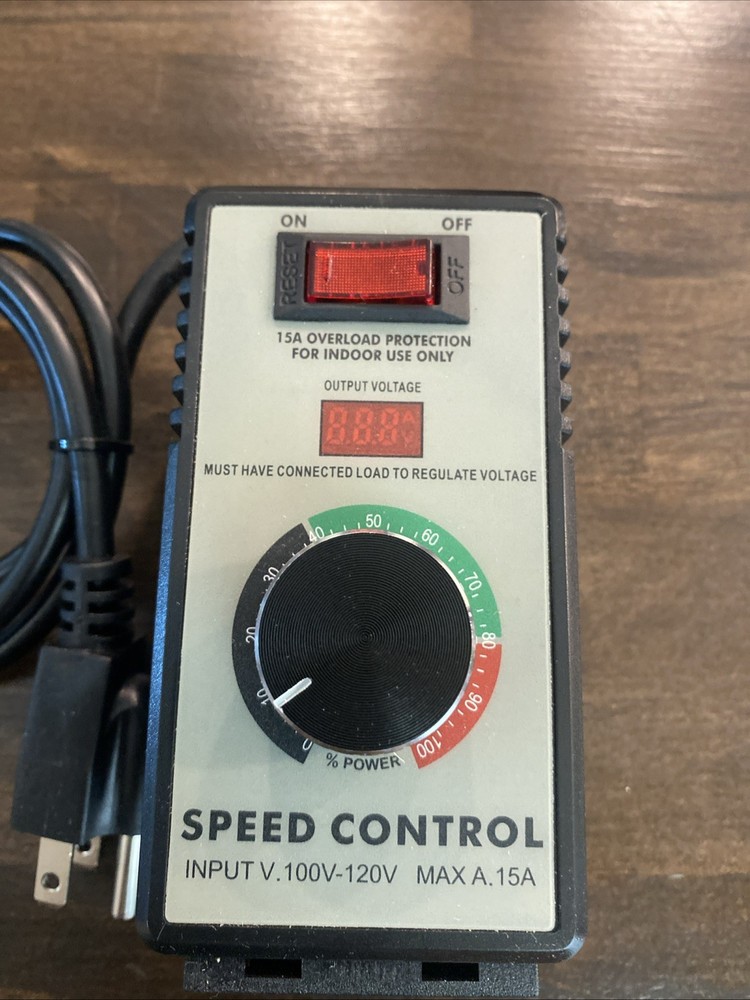 ON OFF
RESET OFF
15A OVERLOAD PROTECTION
FOR INDOOR USE ONLY
OUTPUT VOLTAGE
MUST HAVE CONNECTED LOAD TO REGULATE VOLTAGE
0 10 20 30 40 50 60 70 80 90 100
% POWER
SPEED CONTROL
INPUT V.100V-120V MAX A.15A